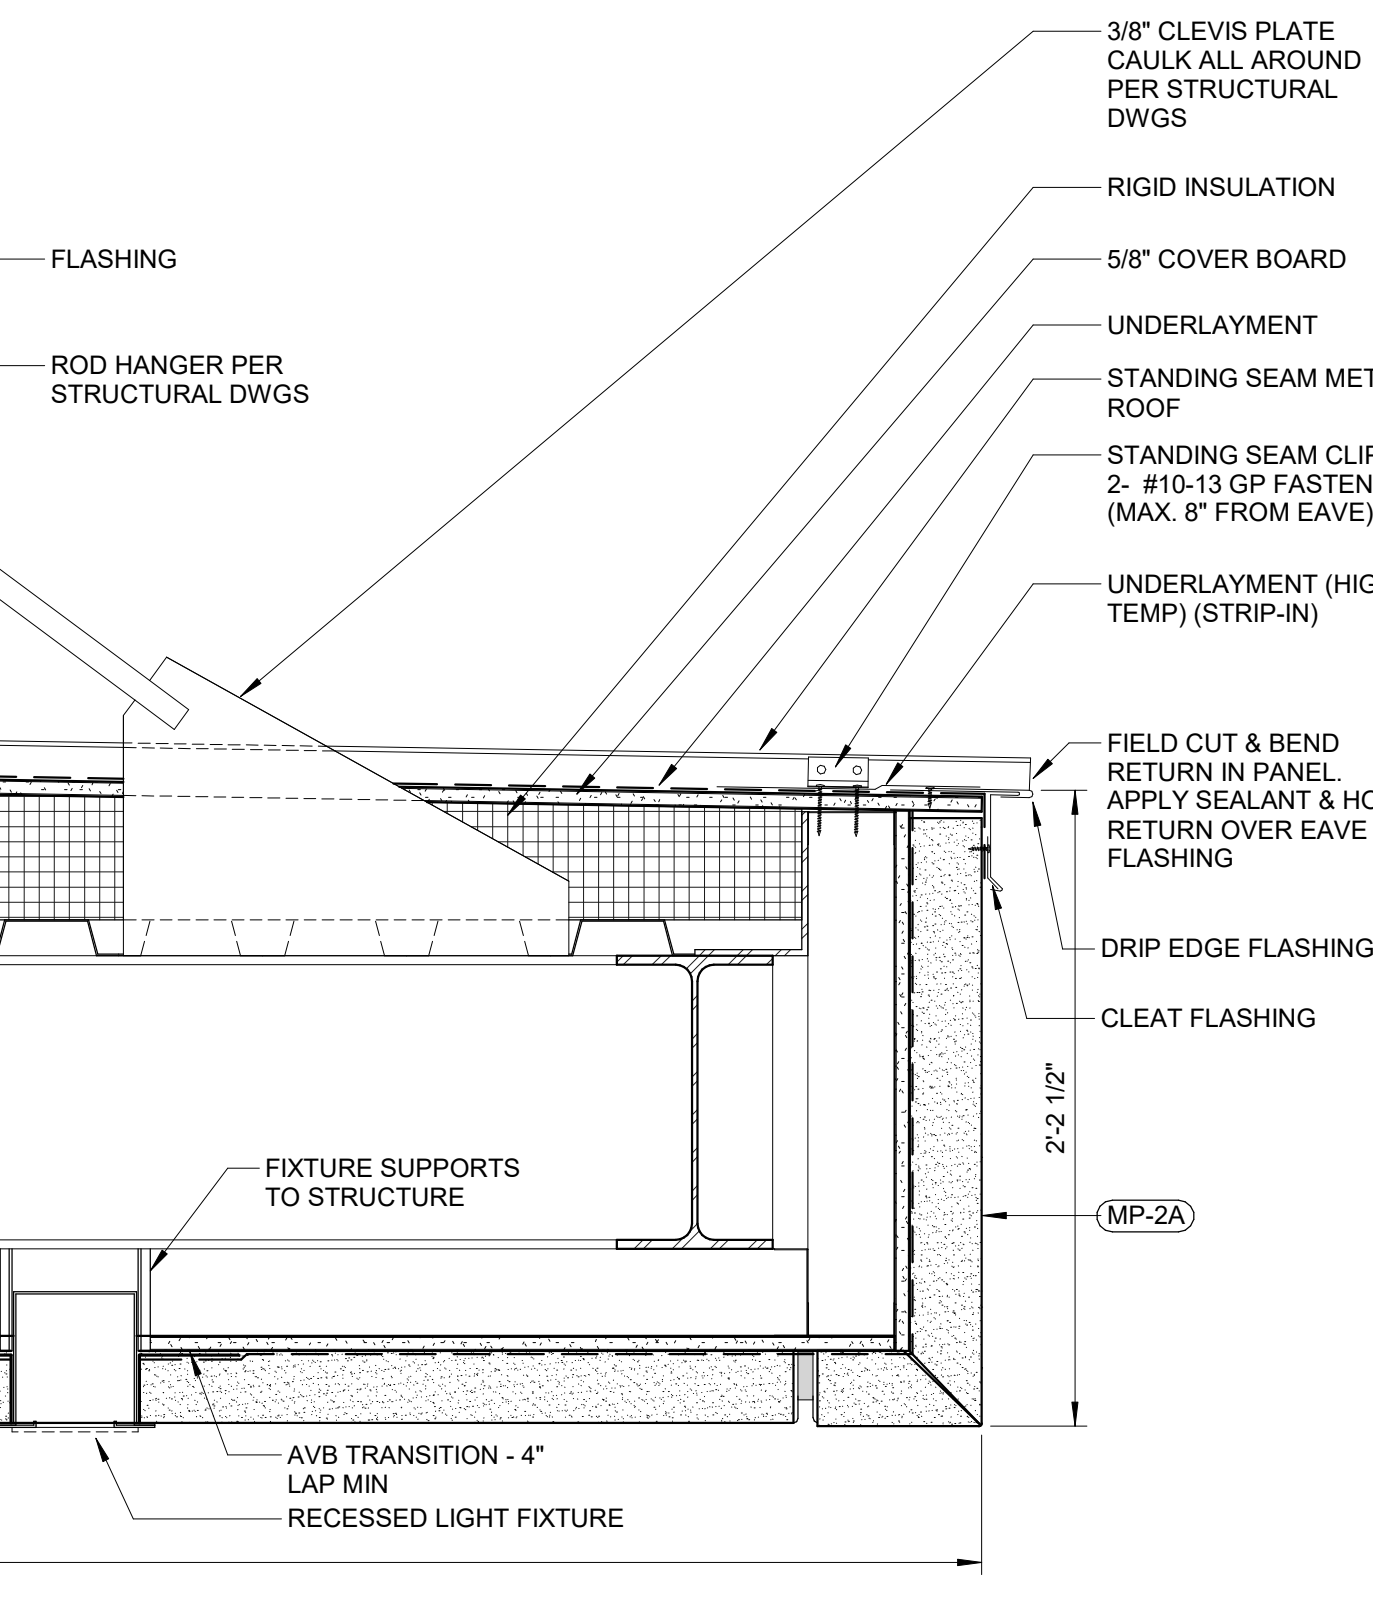 3/8" CLEVIS PLATE
CAULK ALL AROUND
PER STRUCTURAL
DWGS
RIGID INSULATION
FLASHING
5/8" COVER BOARD
UNDERLAYMENT
ROD HANGER PER
STRUCTURAL DWGS
STANDING SEAM MET
ROOF
STANDING SEAM CLIP
2- #10-13 GP FASTEN
(MAX. 8" FROM EAVE)
UNDERLAYMENT (HIG
TEMP) (STRIP-IN)
FIELD CUT & BEND
RETURN IN PANEL.
APPLY SEALANT & HO
RETURN OVER EAVE
FLASHING
DRIP EDGE FLASHING
CLEAT FLASHING
2'-2 1/2"
FIXTURE SUPPORTS
TO STRUCTURE
MP-2A
AVB TRANSITION - 4"
LAP MIN
RECESSED LIGHT FIXTURE